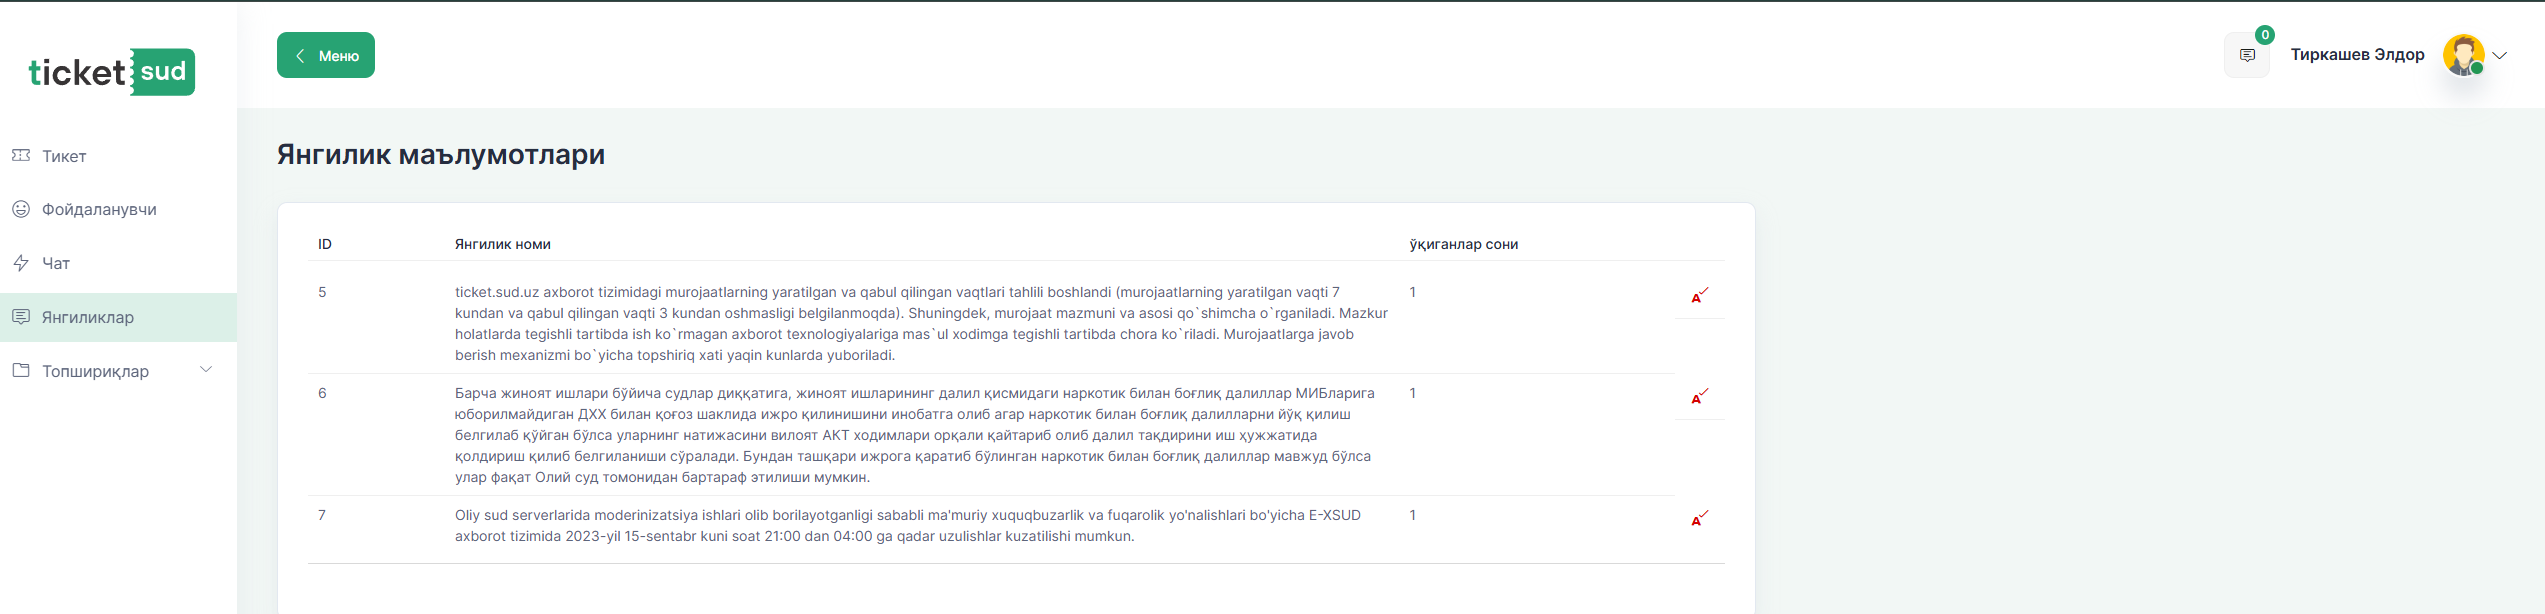 ticket sud
Меню
0
Тиркашев Элдор
Тикет
Фойдаланувчи
Чат
Янгиликлар
Топшириқлар
Янгилик маълумотлари
ID Янгилик номи ўқиганлар сони
5 ticket.sud.uz axborot tizimidagi murojaatlarning yaratilgan va qabul qilingan vaqtlari tahlili boshlandi (murojaatlarning yaratilgan vaqti 7 1
kundan va qabul qilingan vaqti 3 kundan oshmasligi belgilanmoqda). Shuningdek, murojaat mazmuni va asosi qo`shimcha o`rganiladi. Mazkur
holatlarda tegishli tartibda ish ko`rmagan axborot texnologiyalariga mas`ul xodimga tegishli tartibda chora ko`riladi. Murojaatlarga javob
berish mexanizmi bo`yicha topshiriq xati yaqin kunlarda yuboriladi.
6 Барча жиноят ишлари бўйича судлар диққатига, жиноят ишларининг далил қисмидаги наркотик билан боғлиқ далиллар МИБларига 1
юборилмайдиган ДХХ билан қоғоз шаклида ижро қилинишини инобатга олиб агар наркотик билан боғлиқ далилларни йўқ қилиш
белгилаб қўйган бўлса уларнинг натижасини вилоят АКТ ходимлари орқали қайтариб олиб далил тақдирини иш ҳужжатида
қолдириш қилиб белгиланиши сўралади. Бундан ташқари ижрога қаратиб бўлинган наркотик билан боғлиқ далиллар мавжуд бўлса
улар фақат Олий суд томонидан бартараф этилиши мумкин.
7 Oliy sud serverlarida moderinizatsiya ishlari olib borilayotganligi sababli ma'muriy xuquqbuzarlik va fuqarolik yo'nalishlari bo'yicha E-XSUD 1
axborot tizimida 2023-yil 15-sentabr kuni soat 21:00 dan 04:00 ga qadar uzulishlar kuzatilishi mumkun.